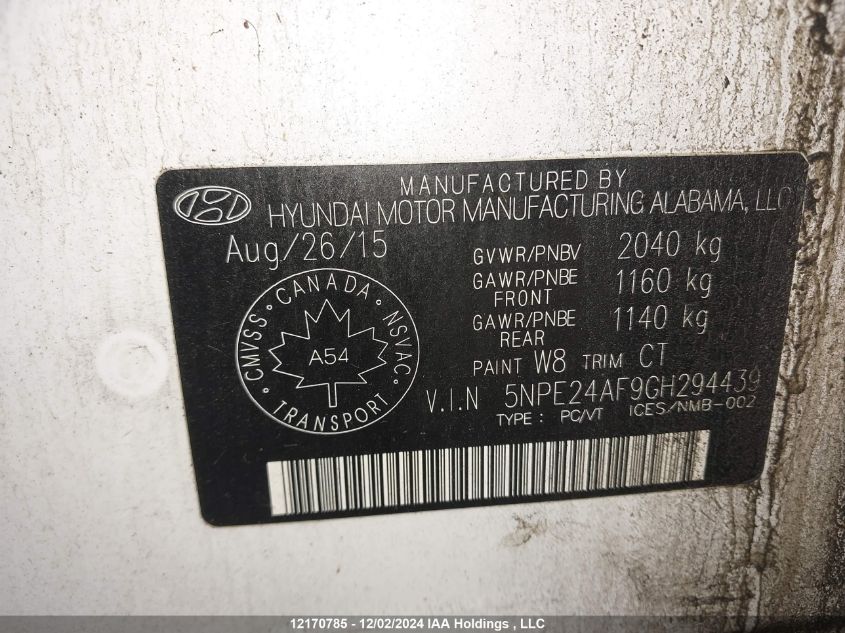 MANUFACTURED BY
HYUNDAI MOTOR MANUFACTURING ALABAMA, LLC
Aug/26/15
GVWR/PNBV 2040 kg
GAWR/PNBE FRONT 1160 kg
GAWR/PNBE REAR 1140 kg
PAINT W8 TRIM CT
V.I.N 5NPE24AF9GH294439
TYPE : PC/VT ICES/NMB-002
CMVSS • CANADA • NSVAC • TRANSPORT •
A54
12170785 - 12/02/2024 IAA Holdings , LLC